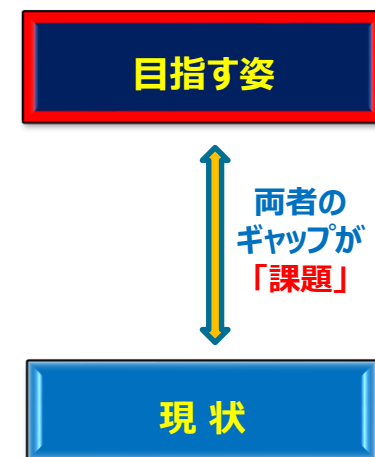 目指す姿
両者の
ギャップが
「課題」
現 状